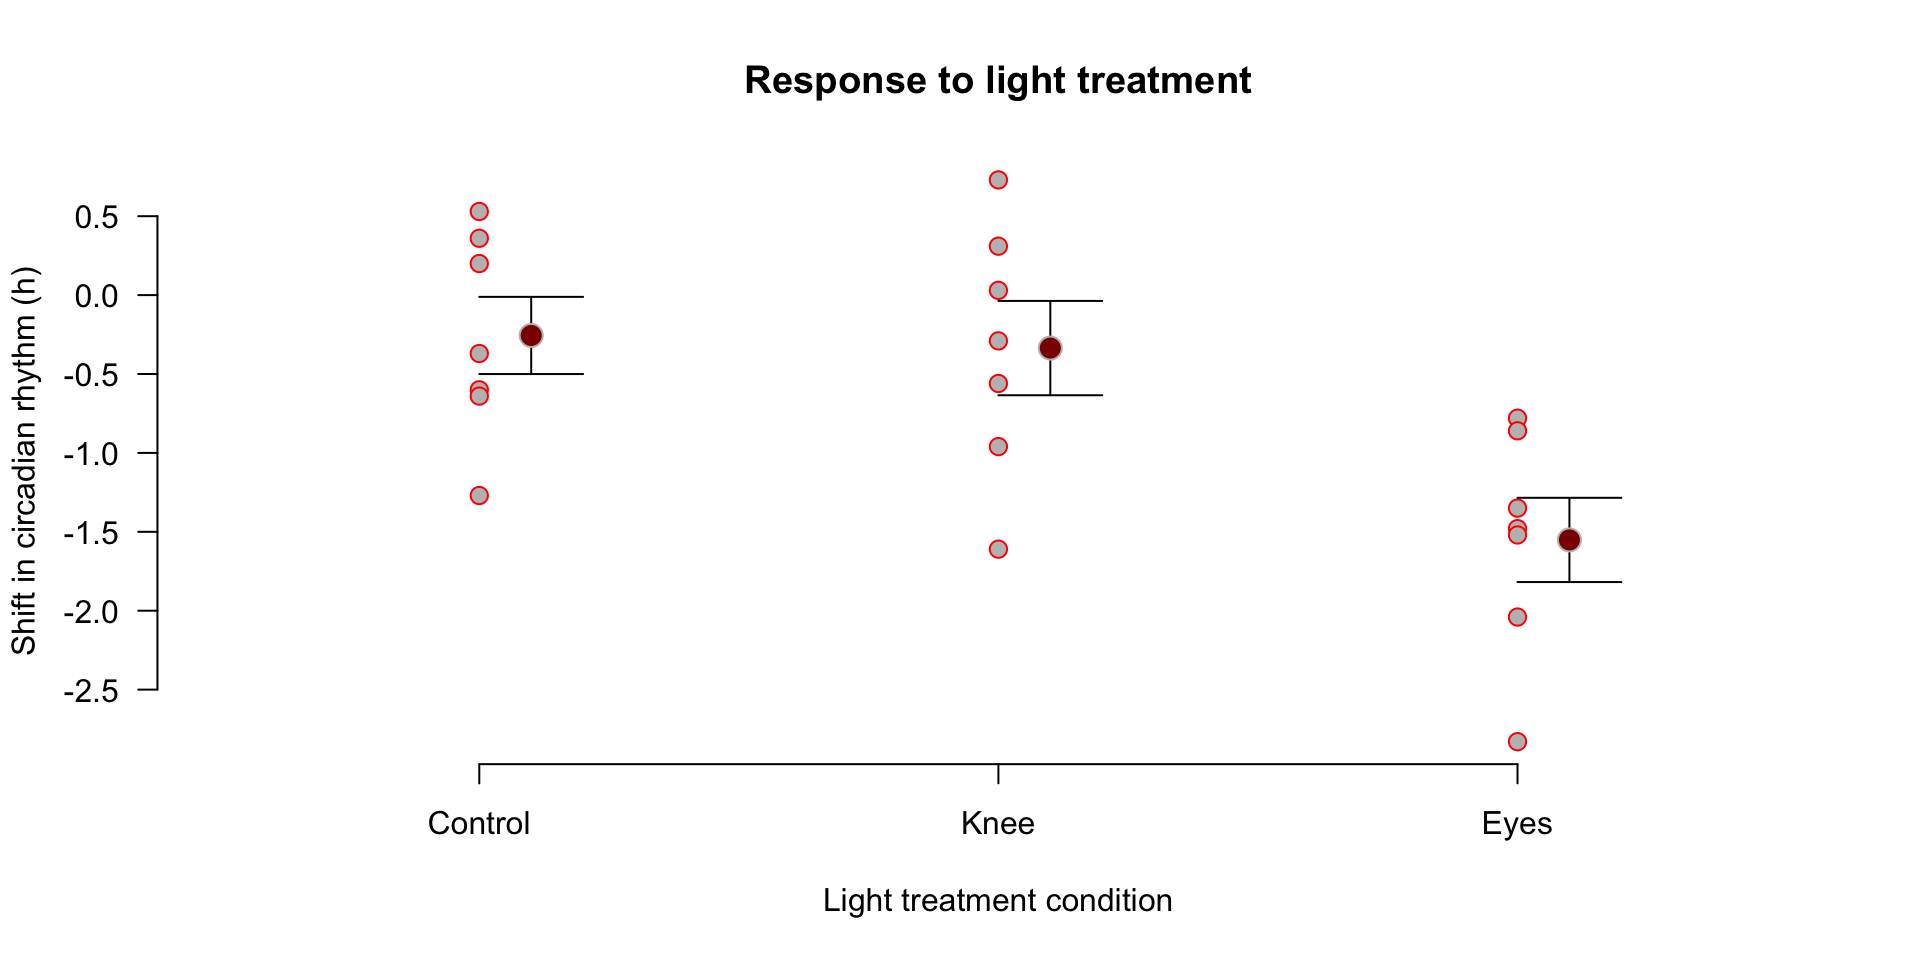 Response to light treatment
Shift in circadian rhythm (h)
0.5
0.0
-0.5
-1.0
-1.5
-2.0
-2.5
Control Knee Eyes
Light treatment condition